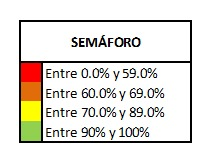 SEMÁFORO
Entre 0.0% y 59.0%
Entre 60.0% y 69.0%
Entre 70.0% y 89.0%
Entre 90% y 100%